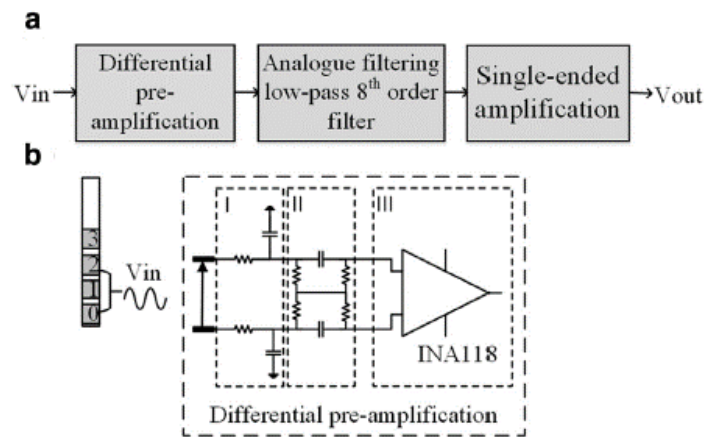 a
Vin
Differential
pre-
amplification
Analogue filtering
low-pass 8th order
filter
Single-ended
amplification
Vout
b
3
2
1
0
Vin
I
II
III
INA118
Differential pre-amplification